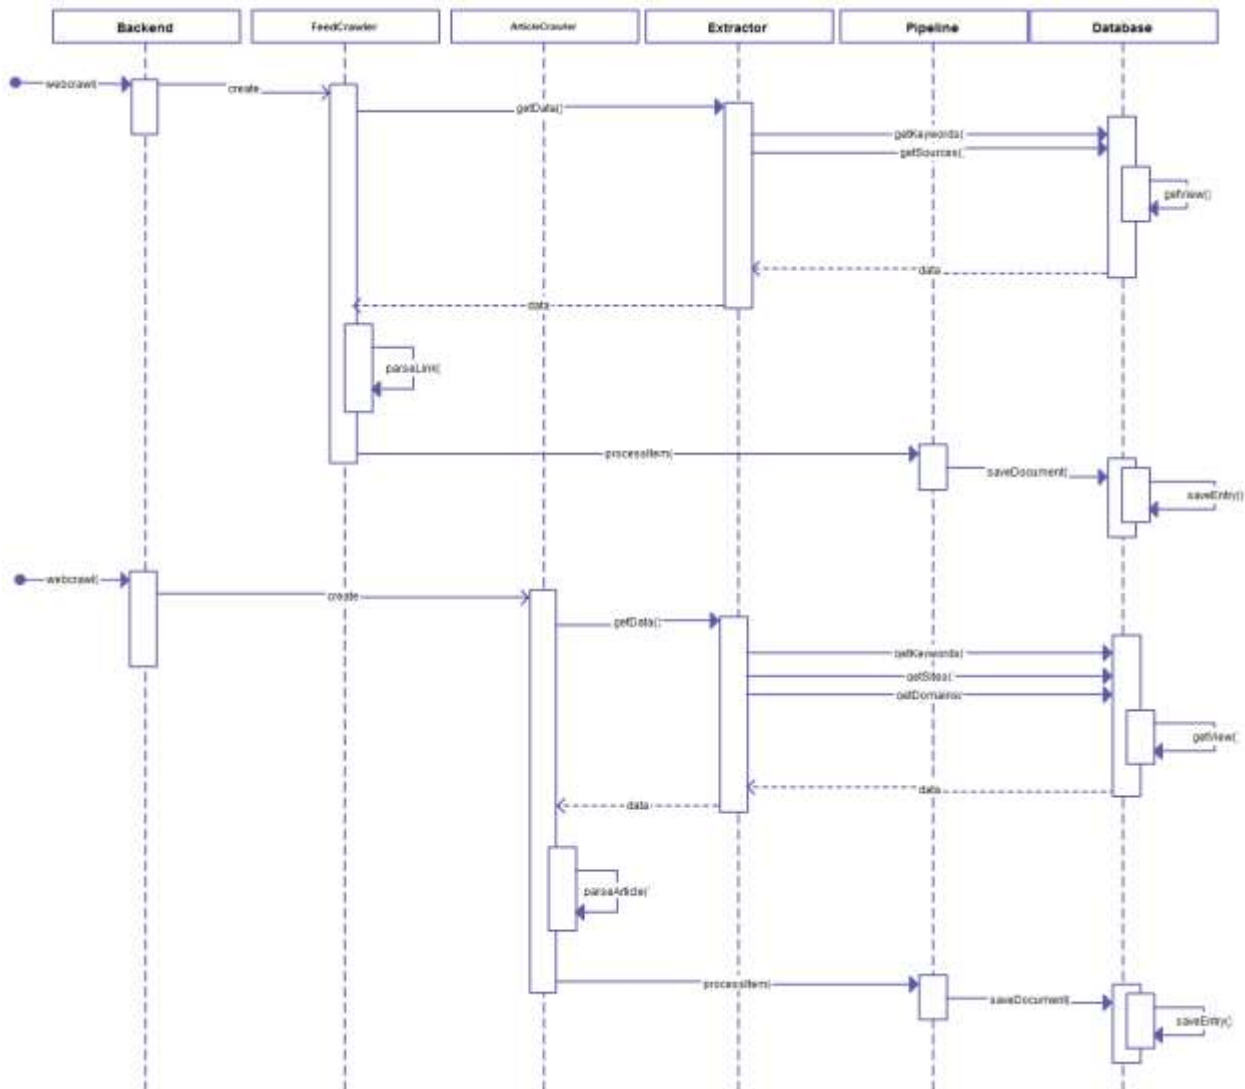 Backend
FeedCrawler
ArticleCrawler
Extractor
Pipeline
Database
webcrawl(
create
getData()
getKeywords(
getSources(
getView()
data
data
parseLink(
processItem(
saveDocument(
saveEntry()
webcrawl(
create
getData()
getKeywords(
getSites(
getDomains(
getView(
data
data
parseArticle(
processItem(
saveDocument(
saveEntry()